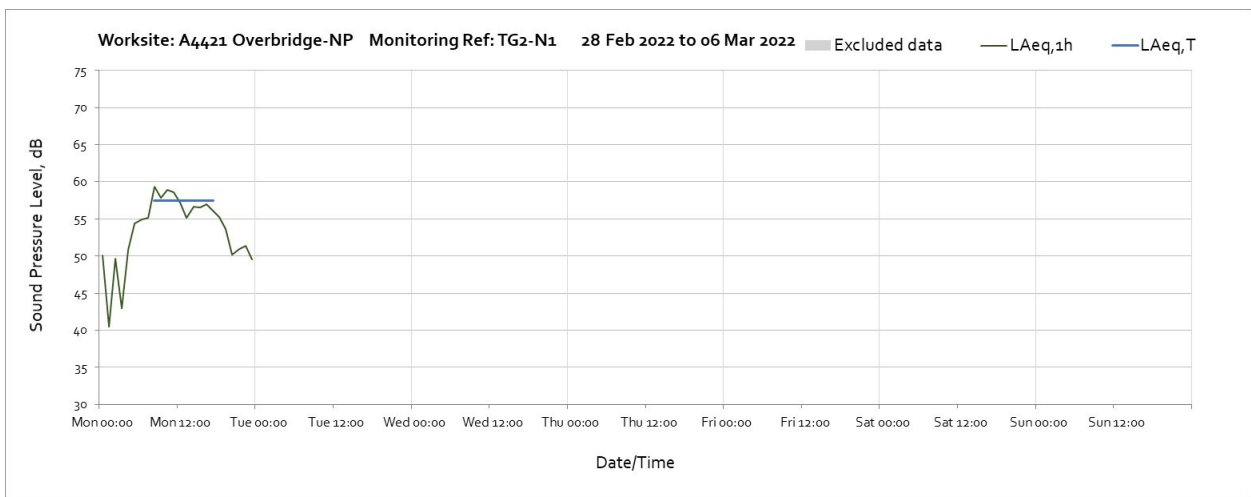 Worksite: A4421 Overbridge-NP Monitoring Ref: TG2-N1 28 Feb 2022 to 06 Mar 2022
Excluded data LAeq,1h LAeq,T
Sound Pressure Level, dB
75
70
65
60
55
50
45
40
35
30
Mon 00:00 Mon 12:00 Tue 00:00 Tue 12:00 Wed 00:00 Wed 12:00 Thu 00:00 Thu 12:00 Fri 00:00 Fri 12:00 Sat 00:00 Sat 12:00 Sun 00:00 Sun 12:00
Date/Time